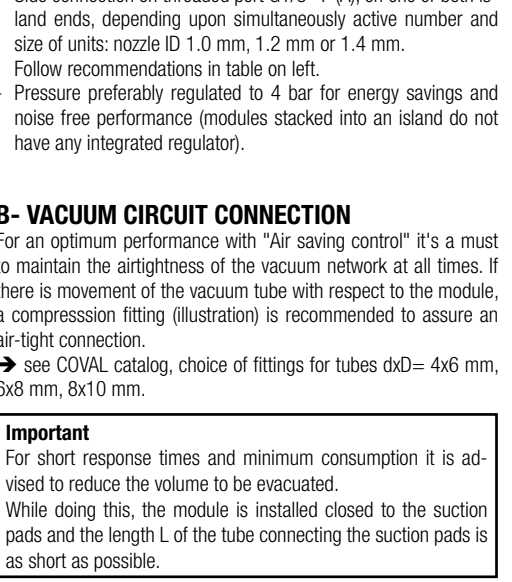 land ends, depending upon simultaneously active number and
size of units: nozzle ID 1.0 mm, 1.2 mm or 1.4 mm.
Follow recommendations in table on left.
- Pressure preferably regulated to 4 bar for energy savings and
noise free performance (modules stacked into an island do not
have any integrated regulator).
B- VACUUM CIRCUIT CONNECTION
For an optimum performance with "Air saving control" it's a must
to maintain the airtightness of the vacuum network at all times. If
there is movement of the vacuum tube with respect to the module,
a compresssion fitting (illustration) is recommended to assure an
air-tight connection.
➔ see COVAL catalog, choice of fittings for tubes dxD= 4x6 mm,
6x8 mm, 8x10 mm.
Important
For short response times and minimum consumption it is ad-
vised to reduce the volume to be evacuated.
While doing this, the module is installed closed to the suction
pads and the length L of the tube connecting the suction pads is
as short as possible.